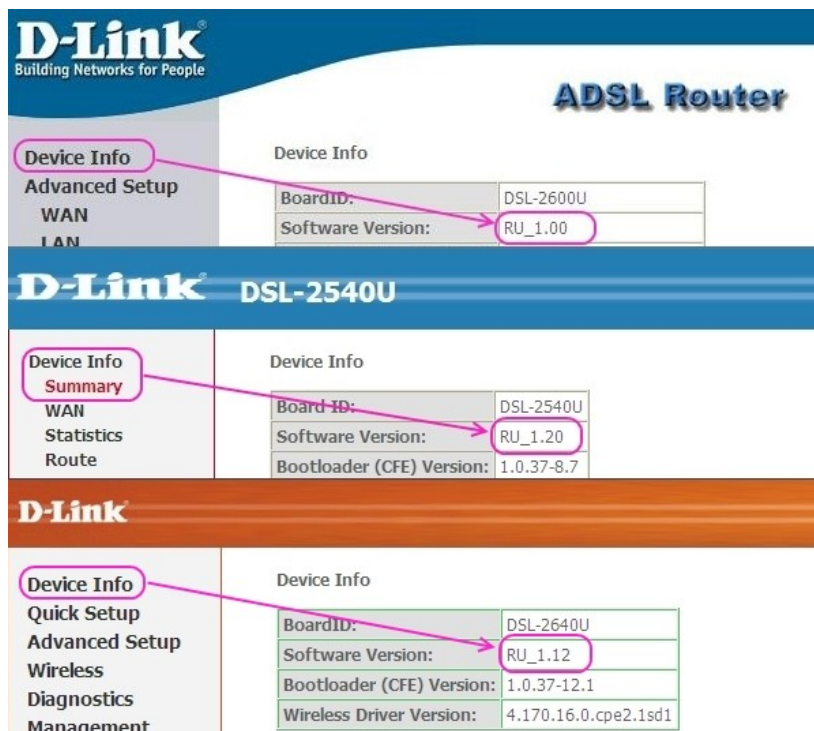 D-Link
Building Networks for People
ADSL Router
Device Info
Advanced Setup
WAN
LAN
Device Info
BoardID: DSL-2600U
Software Version: RU_1.00
D-Link DSL-2540U
Device Info
Summary
WAN
Statistics
Route
Device Info
Board ID: DSL-2540U
Software Version: RU_1.20
Bootloader (CFE) Version: 1.0.37-8.7
D-Link
Device Info
Quick Setup
Advanced Setup
Wireless
Diagnostics
Management
Device Info
BoardID: DSL-2640U
Software Version: RU_1.12
Bootloader (CFE) Version: 1.0.37-12.1
Wireless Driver Version: 4.170.16.0.cpe2.1sd1